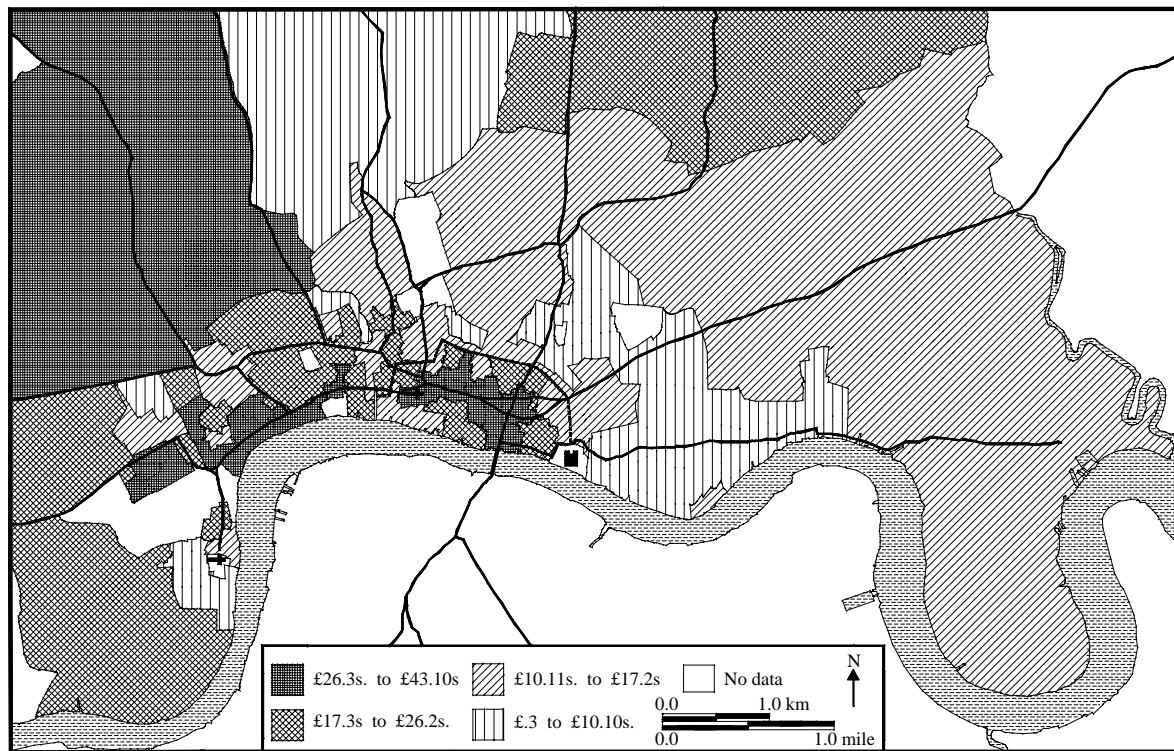 £26.3s. to £43.10s
£10.11s. to £17.2s
No data
N
£17.3s to £26.2s.
£.3 to £10.10s.
0.0 1.0 km
0.0 1.0 mile